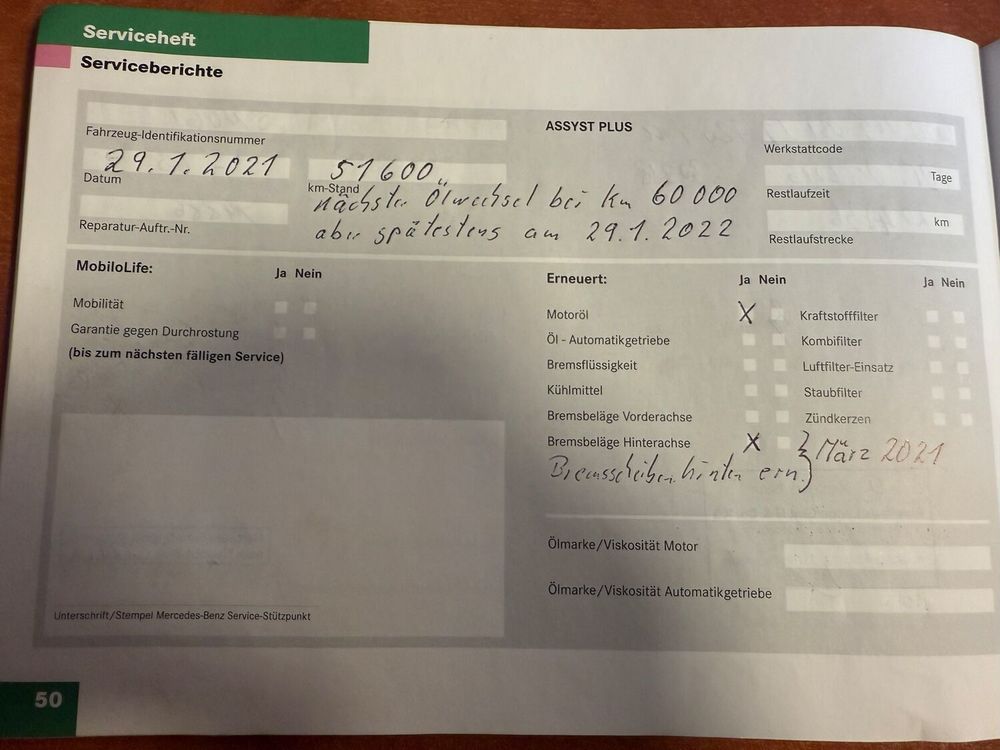 Serviceheft
Serviceberichte
Fahrzeug-Identifikationsnummer
29.1.2021
Datum
51600
km-Stand
nächster Ölwechsel bei Km 60 000
aber spätestens am 29.1.2022
Reparatur-Auftr.-Nr.
ASSYST PLUS
Werkstattcode
Tage
Restlaufzeit
km
Restlaufstrecke
MobiloLife: Ja Nein
Mobilität
Garantie gegen Durchrostung
(bis zum nächsten fälligen Service)
Unterschrift/Stempel Mercedes-Benz Service-Stützpunkt
Erneuert: Ja Nein Ja Nein
Motoröl X Kraftstofffilter
Öl - Automatikgetriebe Kombifilter
Bremsflüssigkeit Luftfilter-Einsatz
Kühlmittel Staubfilter
Bremsbeläge Vorderachse Zündkerzen
Bremsbeläge Hinterachse X } März 2021
Bremsscheiben hinten ern.
Ölmarke/Viskosität Motor
Ölmarke/Viskosität Automatikgetriebe
50